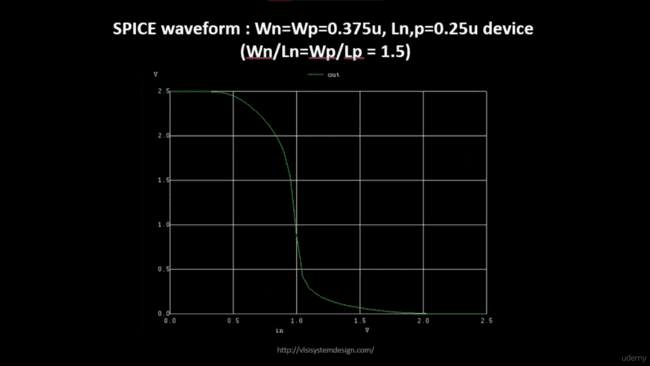 SPICE waveform : Wn=Wp=0.375u, Ln,p=0.25u device
(Wn/Ln=Wp/Lp = 1.5)
V
out
2.5
2.0
1.5
1.0
0.5
0.0
0.0 0.5 1.0 1.5 2.0 2.5
in V
http://vlsisystemdesign.com/
udemy